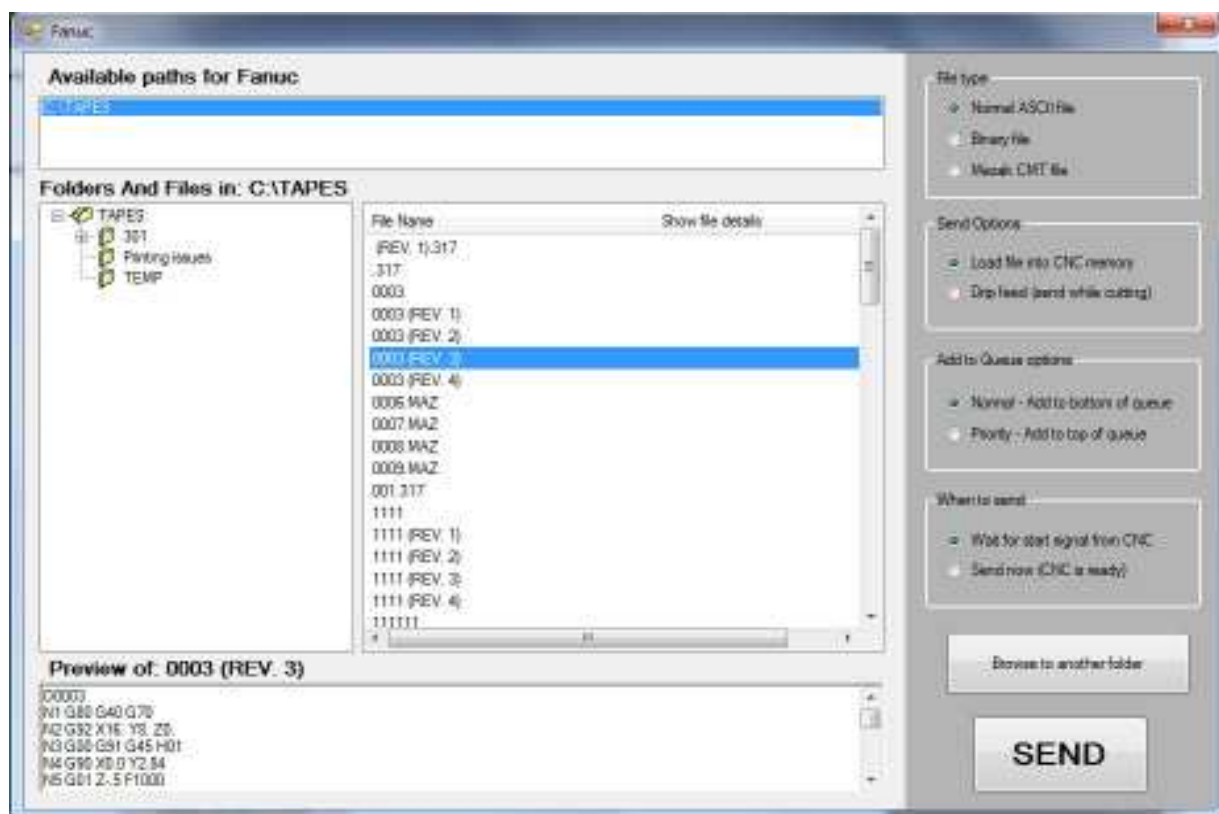 Fanuc
Available paths for Fanuc
C:\TAPES
Folders And Files in: C:\TAPES
TAPES
301
Printing issues
TEMP
File Name Show file details
(REV. 1).317
.317
0003
0003 (REV. 1)
0003 (REV. 2)
0003 (REV. 3)
0003 (REV. 4)
0006.MAZ
0007.MAZ
0008.MAZ
0009.MAZ
001.317
1111
1111 (REV. 1)
1111 (REV. 2)
1111 (REV. 3)
1111 (REV. 4)
111111
Preview of: 0003 (REV. 3)
O0003
N1 G80 G40 G70
N2 G92 X16. Y8. Z0.
N3 G00 G91 G45 H01
N4 G90 X0.0 Y2.84
N5 G01 Z-.5 F1000
File type
Normal ASCII file
Binary file
Mazak CMT file
Send Options
Load file into CNC memory
Drip feed (send while cutting)
Add to Queue options
Normal - Add to bottom of queue
Priority - Add to top of queue
When to send
Wait for start signal from CNC
Send now (CNC is ready)
Browse to another folder
SEND